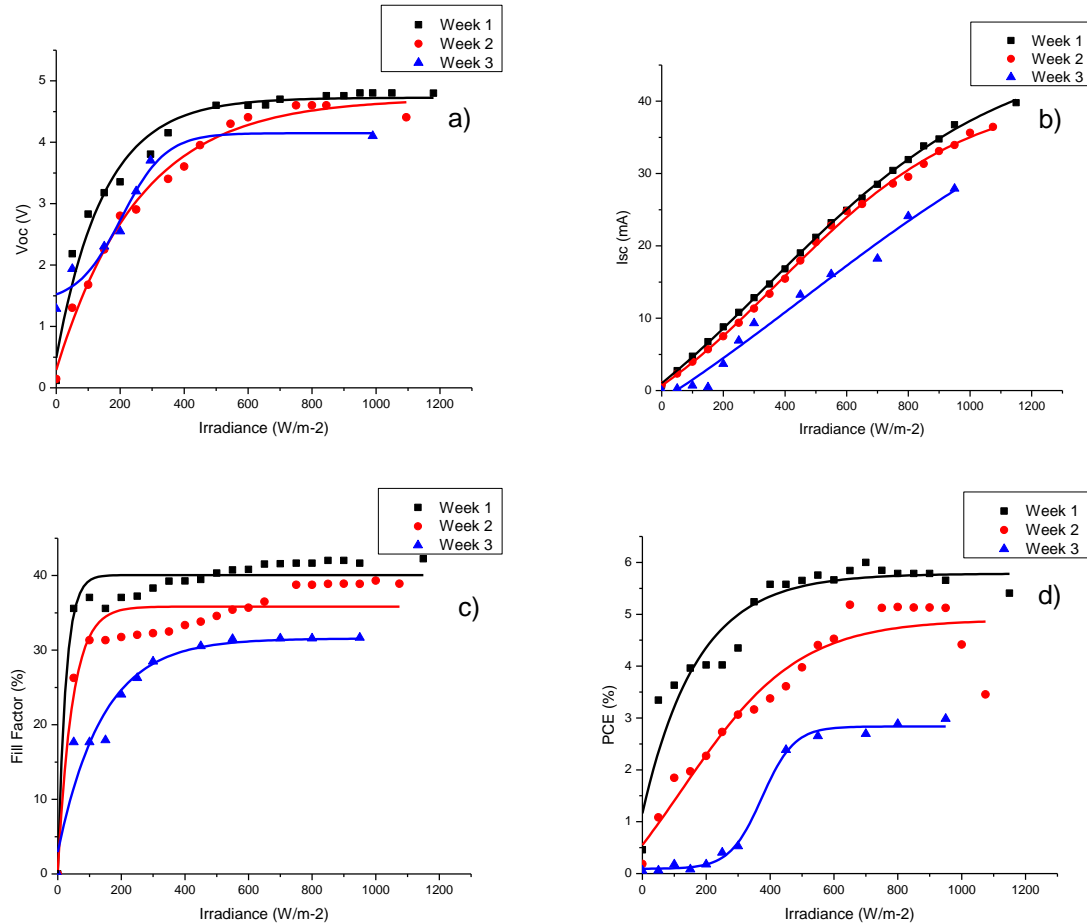 Week 1
Week 2
Week 3
a)
Voc (V)
5
4
3
2
1
0
0 200 400 600 800 1000 1200
Irradiance (W/m-2)
Week 1
Week 2
Week 3
b)
Isc (mA)
40
30
20
10
0
0 200 400 600 800 1000 1200
Irradiance (W/m-2)
Week 1
Week 2
Week 3
c)
Fill Factor (%)
40
30
20
10
0
0 200 400 600 800 1000 1200
Irradiance (W/m-2)
Week 1
Week 2
Week 3
d)
PCE (%)
6
5
4
3
2
1
0
0 200 400 600 800 1000 1200
Irradiance (W/m-2)